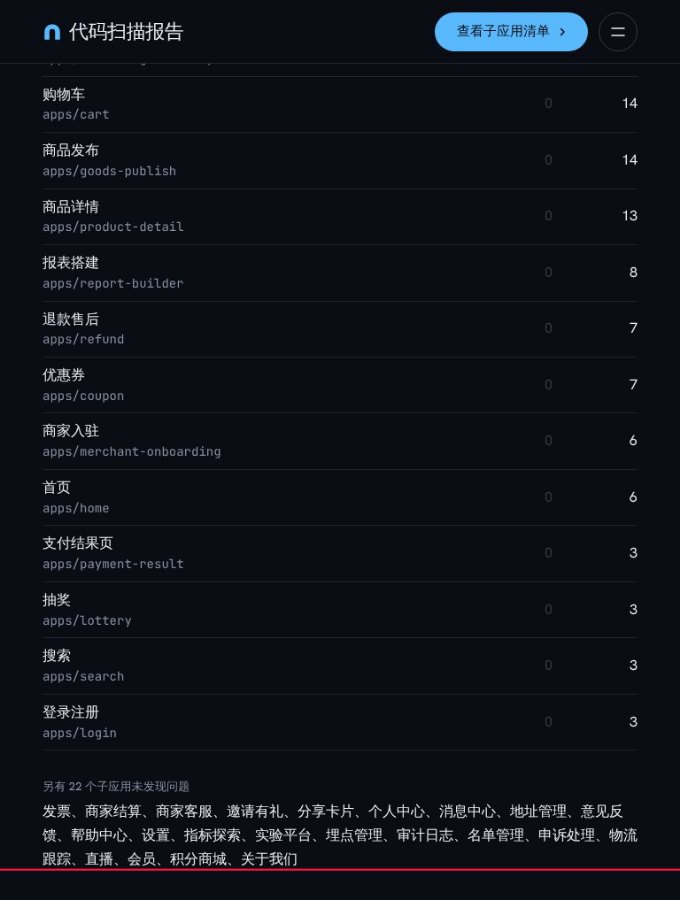 代码扫描报告
查看子应用清单
购物车
apps/cart
0
14
商品发布
apps/goods-publish
0
14
商品详情
apps/product-detail
0
13
报表搭建
apps/report-builder
0
8
退款售后
apps/refund
0
7
优惠券
apps/coupon
0
7
商家入驻
apps/merchant-onboarding
0
6
首页
apps/home
0
6
支付结果页
apps/payment-result
0
3
抽奖
apps/lottery
0
3
搜索
apps/search
0
3
登录注册
apps/login
0
3
另有 22 个子应用未发现问题
发票、商家结算、商家客服、邀请有礼、分享卡片、个人中心、消息中心、地址管理、意见反
馈、帮助中心、设置、指标探索、实验平台、埋点管理、审计日志、名单管理、申诉处理、物流
跟踪、直播、会员、积分商城、关于我们